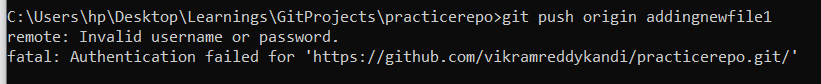 C:\Users\hp\Desktop\Learnings\GitProjects\practicerepo>git push origin addingnewfile1
remote: Invalid username or password.
fatal: Authentication failed for 'https://github.com/vikramreddykandi/practicerepo.git/'